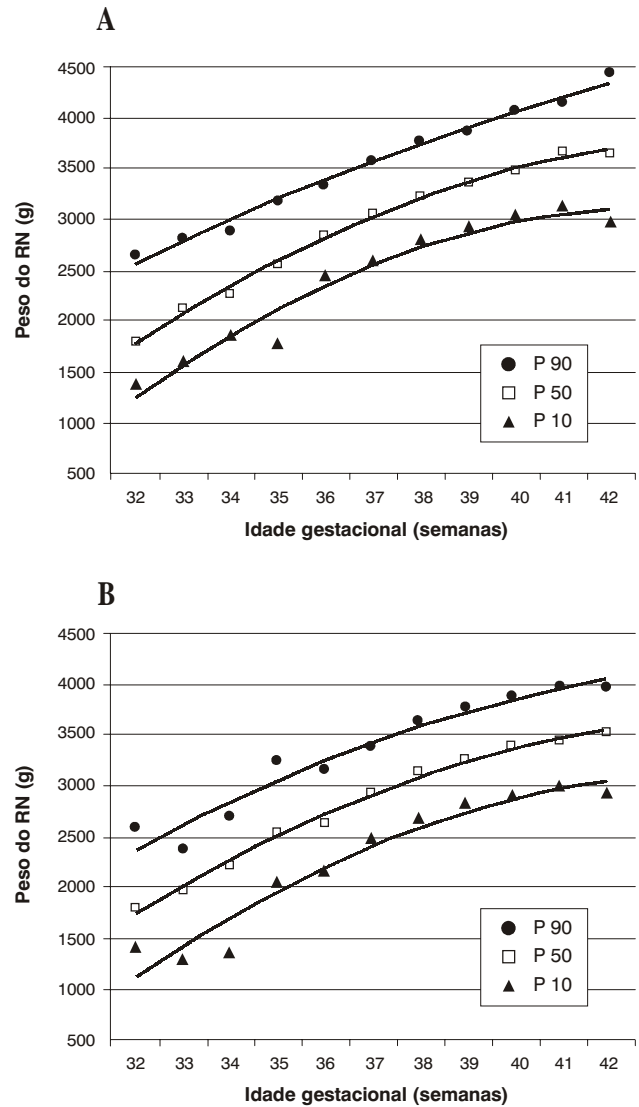 A
4500
4000
3500
3000
2500
2000
1500
1000
500
Peso do RN (g)
P 90
P 50
P 10
32 33 34 35 36 37 38 39 40 41 42
Idade gestacional (semanas)
B
4500
4000
3500
3000
2500
2000
1500
1000
500
Peso do RN (g)
P 90
P 50
P 10
32 33 34 35 36 37 38 39 40 41 42
Idade gestacional (semanas)